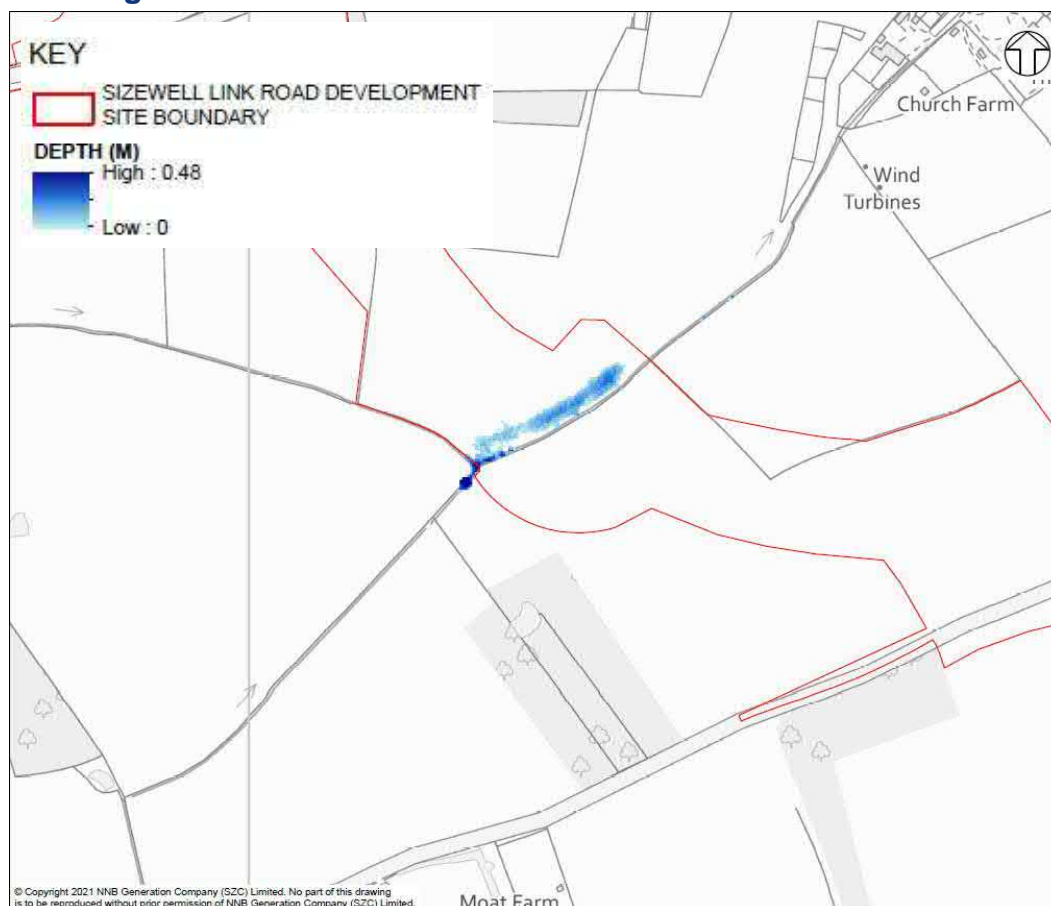 KEY
SIZEWELL LINK ROAD DEVELOPMENT
SITE BOUNDARY
DEPTH (M)
High : 0.48
Low : 0
Church Farm
Wind
Turbines
Moat Farm
© Copyright 2021 NNB Generation Company (SZC) Limited. No part of this drawing
is to be reproduced without prior permission of NNB Generation Company (SZC) Limited.